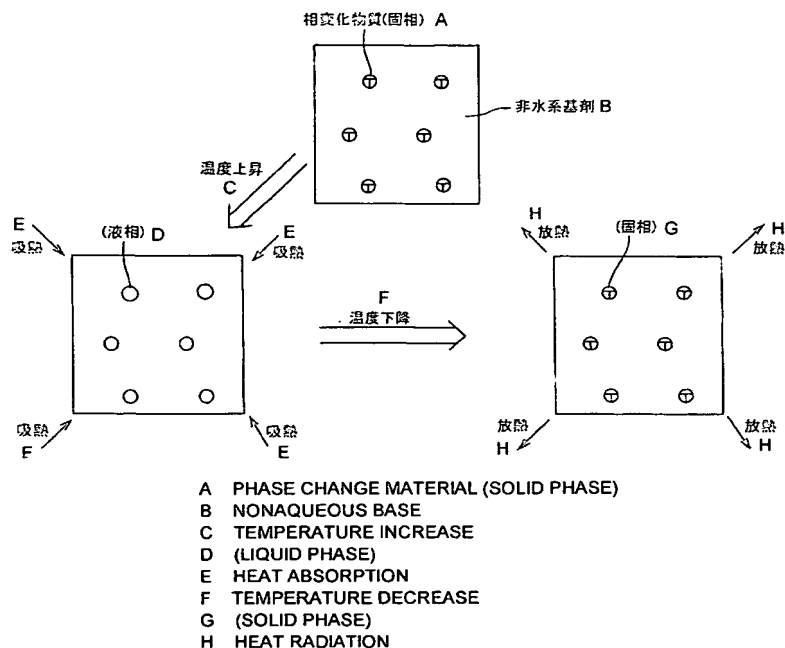 相変化物質(固相) A
非水系基剤 B
温度上昇
C
E
吸熱
(液相) D
E
吸熱
F
温度下降
H
放熱
(固相) G
H
放熱
吸熱
E
吸熱
E
放熱
H
放熱
H
A PHASE CHANGE MATERIAL (SOLID PHASE)
B NONAQUEOUS BASE
C TEMPERATURE INCREASE
D (LIQUID PHASE)
E HEAT ABSORPTION
F TEMPERATURE DECREASE
G (SOLID PHASE)
H HEAT RADIATION